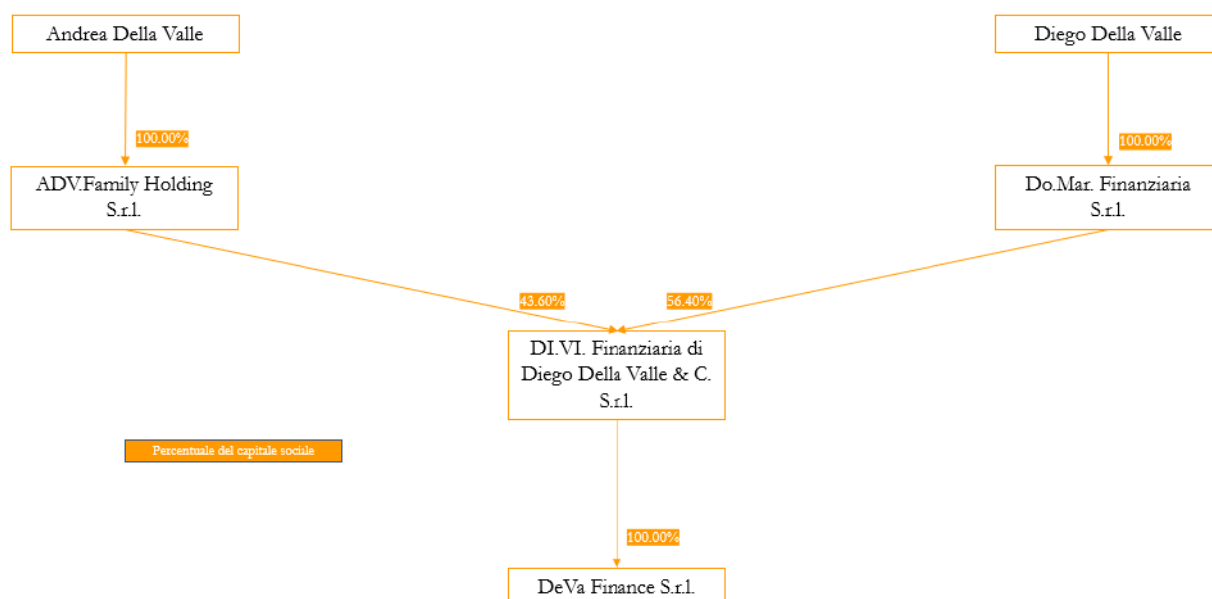 Andrea Della Valle
Diego Della Valle
100.00%
100.00%
ADV.Family Holding
S.r.l.
Do.Mar. Finanziaria
S.r.l.
43.60%
56.40%
DI.VI. Finanziaria di
Diego Della Valle & C.
S.r.l.
Percentuale del capitale sociale
100.00%
DeVa Finance S.r.l.